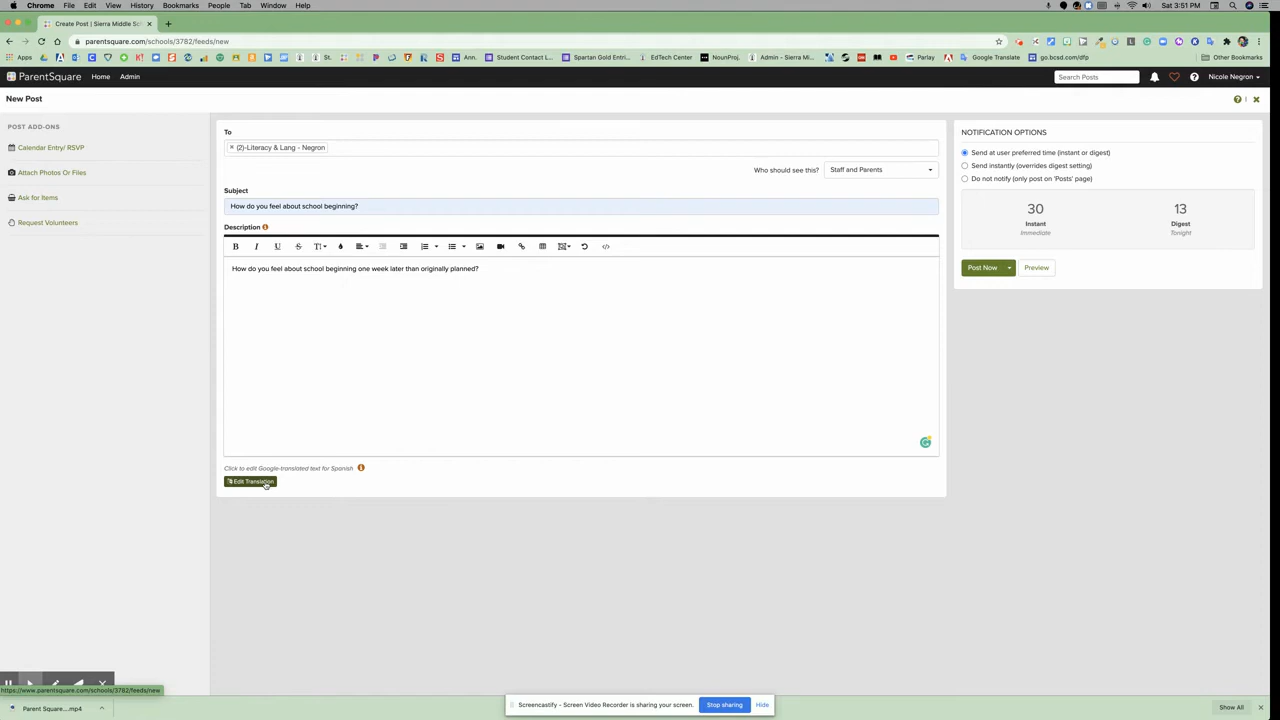 Chrome File Edit View History Bookmarks People Tab Window Help Sat 3:51 PM
Create Post | Sierra Middle Sch
parentsquare.com/schools/3782/feeds/new
Apps St. Ann. Student Contact L... Spartan Gold Entri... EdTech Center NounProj. Admin - Sierra Mi... Parlay Google Translate go.bcsd.com/dfp Other Bookmarks
ParentSquare Home Admin Search Posts Nicole Negron
New Post
POST ADD-ONS
Calendar Entry/ RSVP
Attach Photos Or Files
Ask for Items
Request Volunteers
To
× (2)-Literacy & Lang - Negron
Who should see this? Staff and Parents
Subject
How do you feel about school beginning?
Description
How do you feel about school beginning one week later than originally planned?
Click to edit Google-translated text for Spanish
Edit Translation
NOTIFICATION OPTIONS
Send at user preferred time (instant or digest)
Send instantly (overrides digest setting)
Do not notify (only post on 'Posts' page)
30 13
Instant Digest
Immediate Tonight
Post Now Preview
https://www.parentsquare.com/schools/3782/feeds/new
Parent Square....mp4
Screencastify - Screen Video Recorder is sharing your screen. Stop sharing Hide
Show All